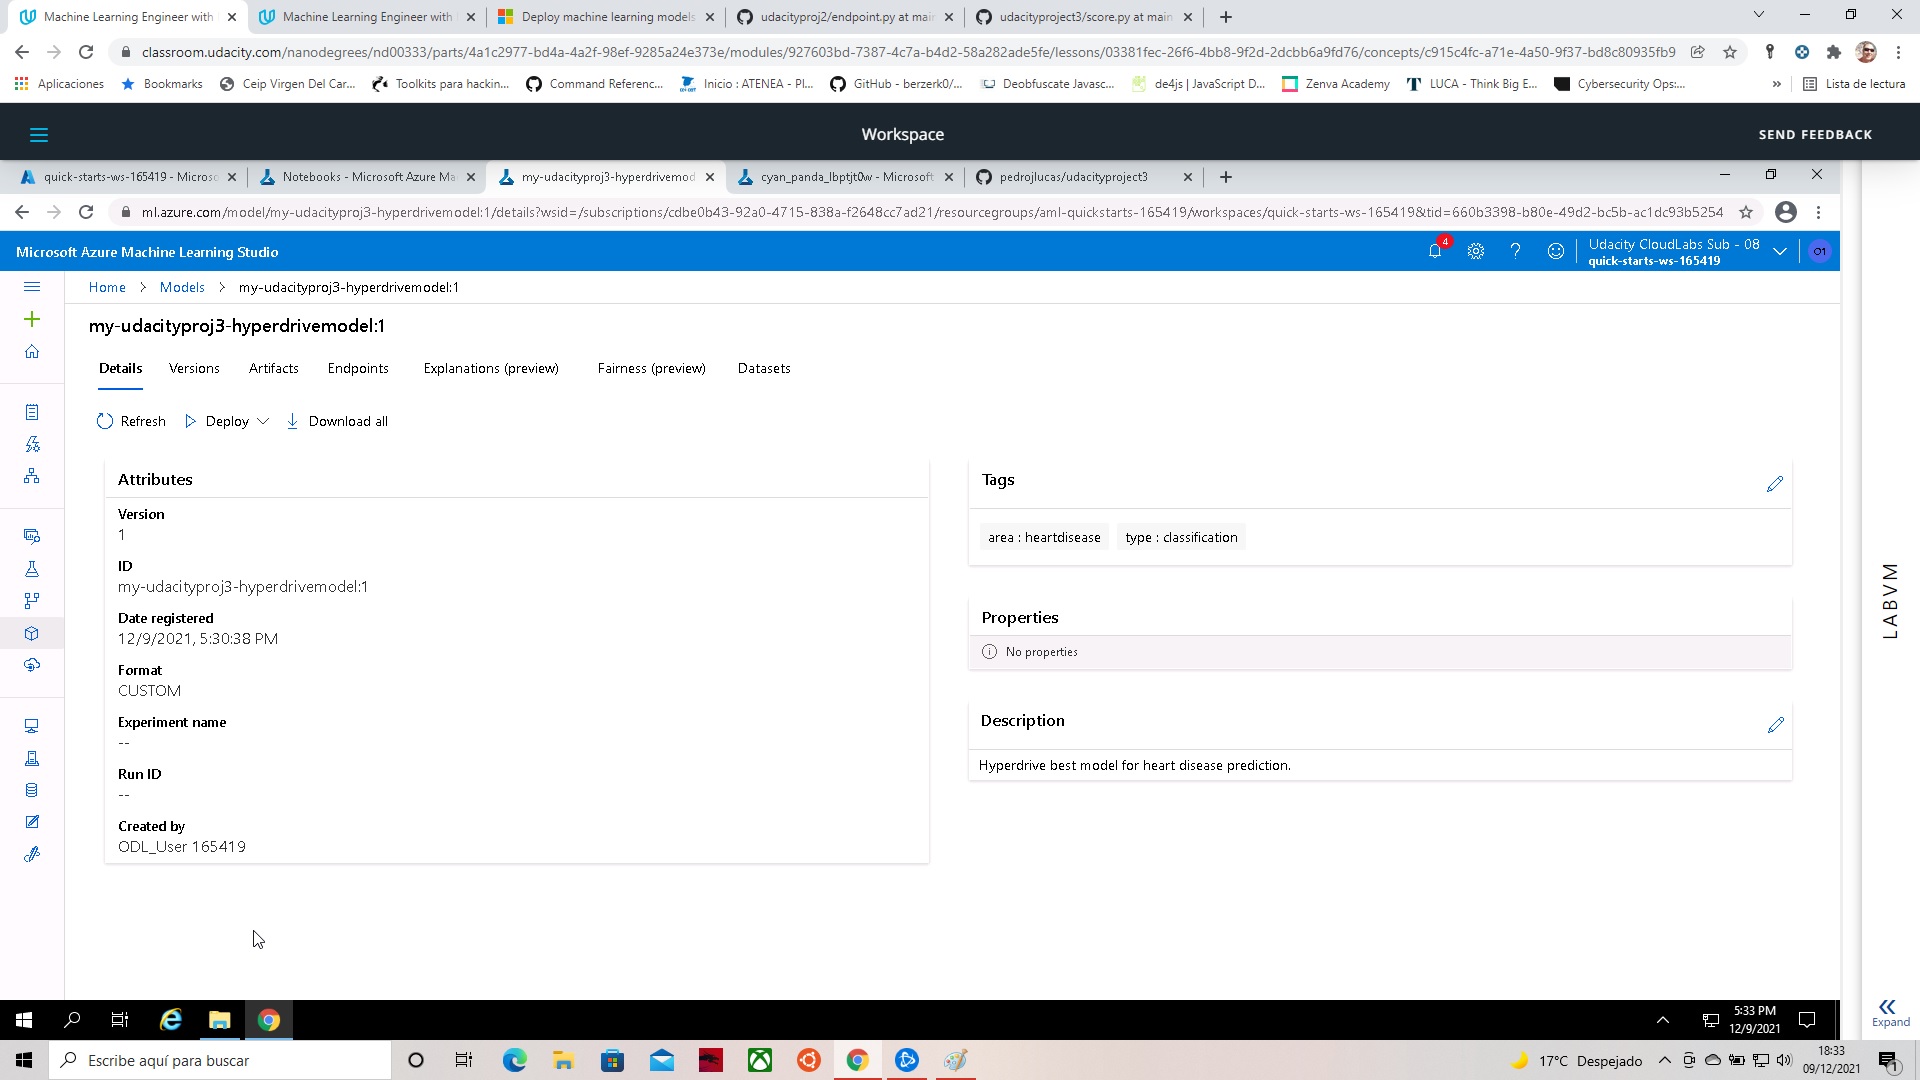 Machine Learning Engineer with
Machine Learning Engineer with
Deploy machine learning models
udacityproj2/endpoint.py at main
udacityproject3/score.py at main
classroom.udacity.com/nanodegrees/nd00333/parts/4a1c2977-bd4a-4a2f-98ef-9285a24e373e/modules/927603bd-7387-4c7a-b4d2-58a282ade5fe/lessons/03381fec-26f6-4bb8-9f2d-2dcbb6a9fd76/concepts/c915c4fc-a71e-4a50-9f37-bd8c80935fb9
Aplicaciones
Bookmarks
Ceip Virgen Del Car...
Toolkits para hackin...
Command Referenc...
Inicio : ATENEA - Pl...
GitHub - berzerk0/...
Deobfuscate Javasc...
de4js | JavaScript D...
Zenva Academy
LUCA - Think Big E...
Cybersecurity Ops:...
»
Lista de lectura
Workspace
SEND FEEDBACK
quick-starts-ws-165419 - Microso
Notebooks - Microsoft Azure Ma
my-udacityproj3-hyperdrivemod
cyan_panda_lbptjt0w - Microsoft
pedrojlucas/udacityproject3
ml.azure.com/model/my-udacityproj3-hyperdrivemodel:1/details?wsid=/subscriptions/cdbe0b43-92a0-4715-838a-f2648cc7ad21/resourcegroups/aml-quickstarts-165419/workspaces/quick-starts-ws-165419&tid=660b3398-b80e-49d2-bc5b-ac1dc93b5254
Microsoft Azure Machine Learning Studio
4
Udacity CloudLabs Sub - 08
quick-starts-ws-165419
O1
Home > Models > my-udacityproj3-hyperdrivemodel:1
my-udacityproj3-hyperdrivemodel:1
Details
Versions
Artifacts
Endpoints
Explanations (preview)
Fairness (preview)
Datasets
Refresh
Deploy
Download all
Attributes
Version
1
ID
my-udacityproj3-hyperdrivemodel:1
Date registered
12/9/2021, 5:30:38 PM
Format
CUSTOM
Experiment name
--
Run ID
--
Created by
ODL_User 165419
Tags
area : heartdisease
type : classification
Properties
No properties
Description
Hyperdrive best model for heart disease prediction.
LABVM
Expand
5:33 PM
12/9/2021
Escribe aquí para buscar
17°C Despejado
18:33
09/12/2021
1